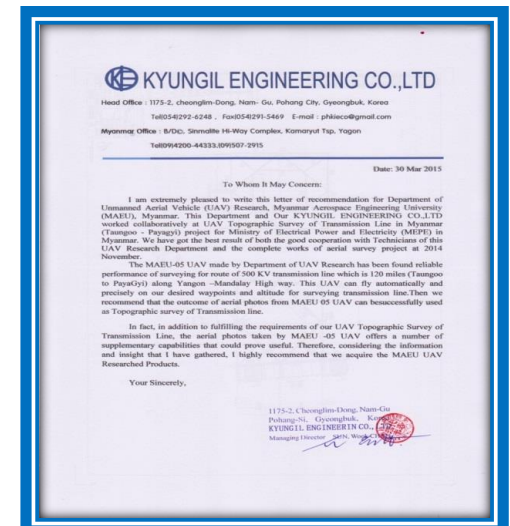 KYUNGIL ENGINEERING CO.,LTD
Head Office : 1175-2, cheonglim-Dong, Nam- Gu, Pohang City, Gyeongbuk, Korea
Tel(054)292-6248 , Fax(054)291-5469 E-mail : phkieco@gmail.com
Myanmar Office : 8/D(c), Sinmalite Hi-Way Complex, Kamaryut Tsp, Yagon
Tel(09)4200-44333,(09)507-2915
Date: 30 Mar 2015
To Whom It May Concern:
I am extremely pleased to write this letter of recommendation for Department of
Unmanned Aerial Vehicle (UAV) Research, Myanmar Aerospace Engineering University
(MAEU), Myanmar. This Department and Our KYUNGIL ENGINEERING CO.,LTD
worked collaboratively at UAV Topographic Survey of Transmission Line in Myanmar
(Taungoo - Payagyi) project for Ministry of Electrical Power and Electricity (MEPE) in
Myanmar. We have got the best result of both the good cooperation with Technicians of this
UAV Research Department and the complete works of aerial survey project at 2014
November.
The MAEU-05 UAV made by Department of UAV Research has been found reliable
performance of surveying for route of 500 KV transmission line which is 120 miles (Taungoo
to PayaGyi) along Yangon –Mandalay High way. This UAV can fly automatically and
precisely on our desired waypoints and altitude for surveying transmission line.Then we
recommend that the outcome of aerial photos from MAEU 05 UAV can besuccessfully used
as Topographic survey of Transmission line.
In fact, in addition to fulfilling the requirements of our UAV Topographic Survey of
Transmission Line, the aerial photos taken by MAEU -05 UAV offers a number of
supplementary capabilities that could prove useful. Therefore, considering the information
and insight that I have gathered, I highly recommend that we acquire the MAEU UAV
Researched Products.
Your Sincerely,
1175-2, Cheonglim-Dong, Nam-Gu
Pohang-Si, Gyeongbuk, Korea
KYUNGIL ENGINEERIN CO.,
Managing Director